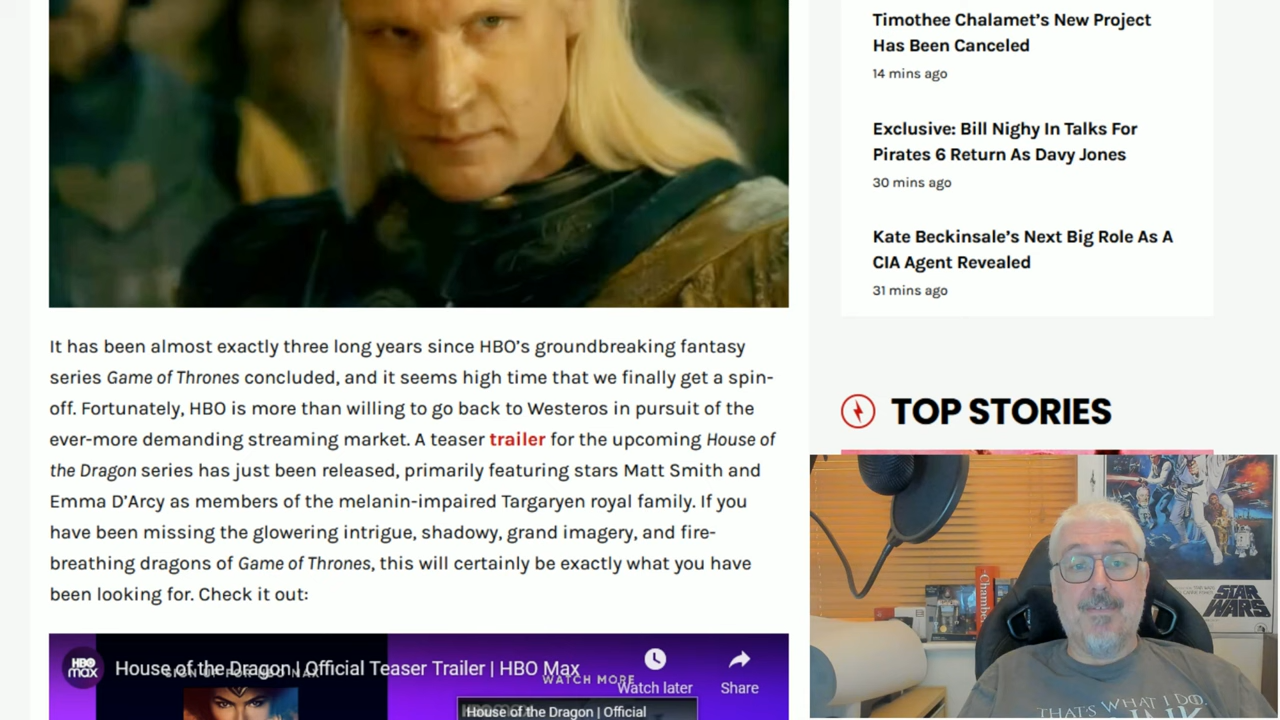 It has been almost exactly three long years since HBO's groundbreaking fantasy
series Game of Thrones concluded, and it seems high time that we finally get a spin-
off. Fortunately, HBO is more than willing to go back to Westeros in pursuit of the
ever-more demanding streaming market. A teaser trailer for the upcoming House of
the Dragon series has just been released, primarily featuring stars Matt Smith and
Emma D'Arcy as members of the melanin-impaired Targaryen royal family. If you
have been missing the glowering intrigue, shadowy, grand imagery, and fire-
breathing dragons of Game of Thrones, this will certainly be exactly what you have
been looking for. Check it out:
HBO
max
House of the Dragon | Official Teaser Trailer | HBO Max
SIGN UP FOR HBO MAX
WATCH MORE
Watch later
Share
House of the Dragon | Official
Timothee Chalamet's New Project
Has Been Canceled
14 mins ago
Exclusive: Bill Nighy In Talks For
Pirates 6 Return As Davy Jones
30 mins ago
Kate Beckinsale's Next Big Role As A
CIA Agent Revealed
31 mins ago
TOP STORIES
STAR
WARS
THAT'S WHAT I DO.